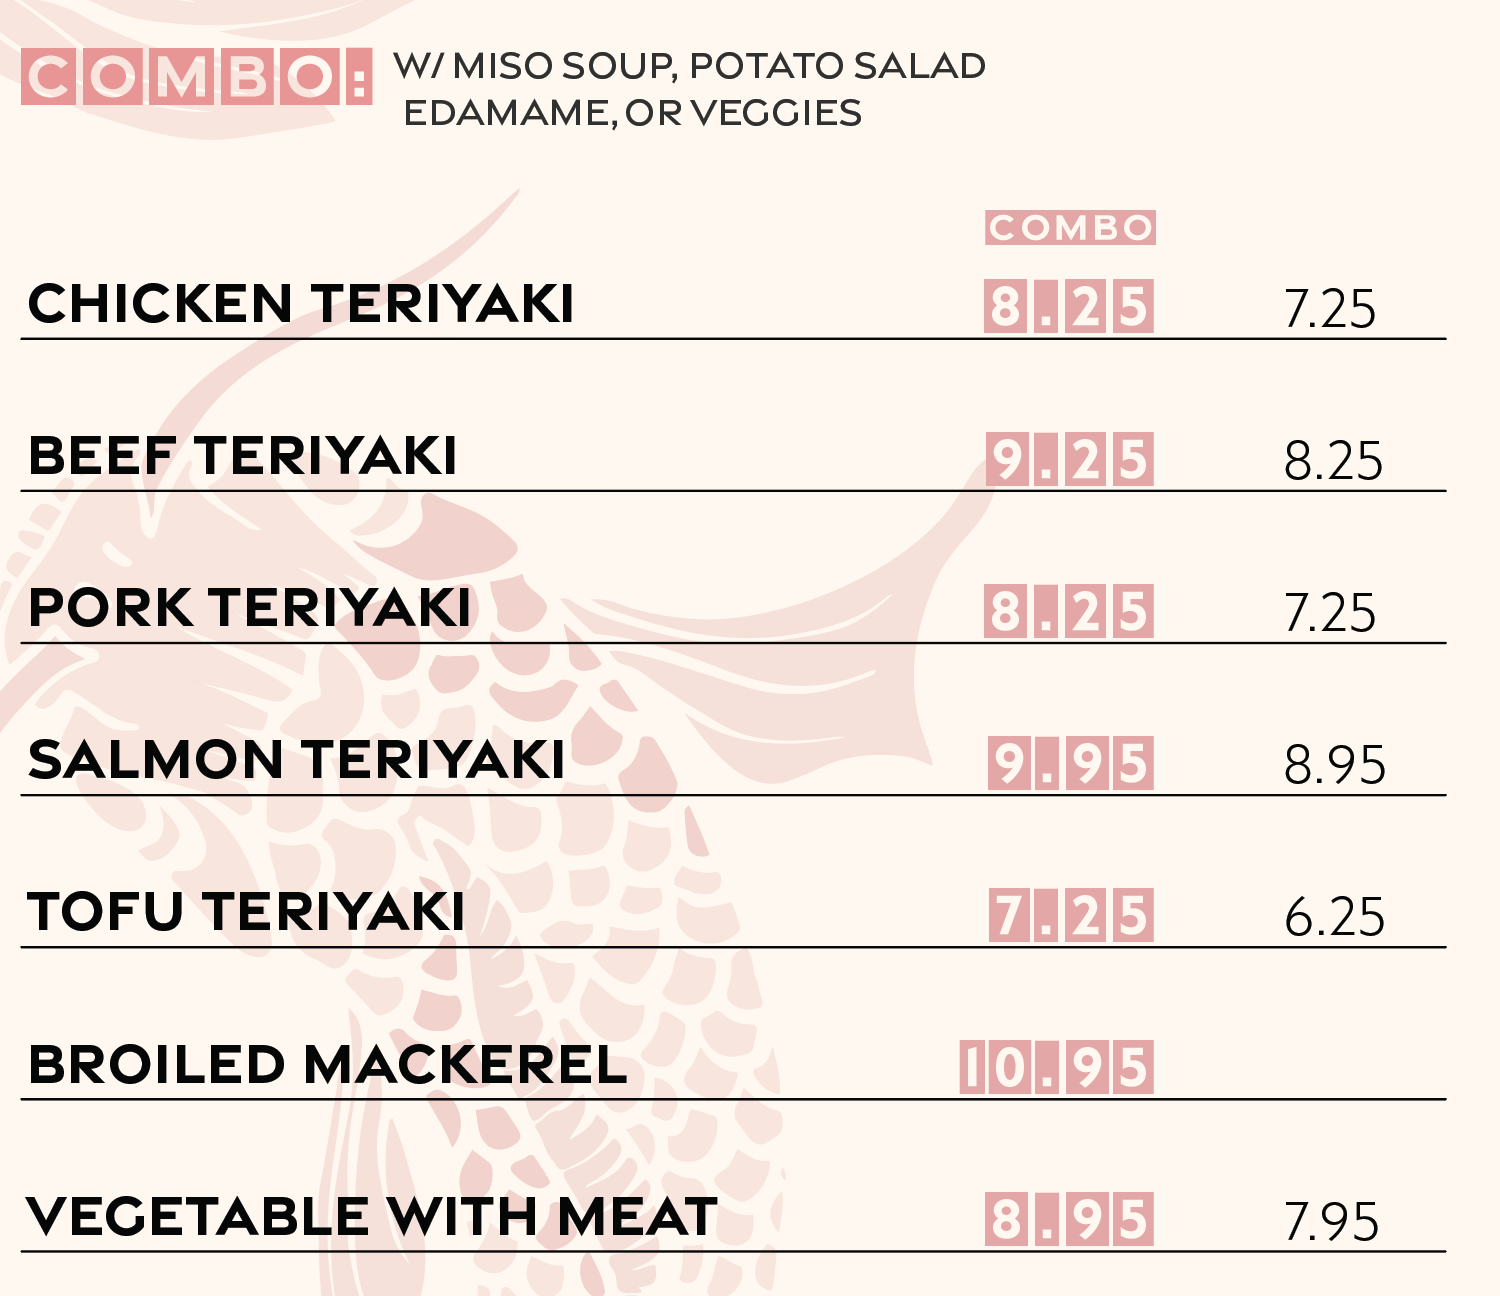 COMBO: W/ MISO SOUP, POTATO SALAD
EDAMAME, OR VEGGIES
COMBO
CHICKEN TERIYAKI 8.25 7.25
BEEF TERIYAKI 9.25 8.25
PORK TERIYAKI 8.25 7.25
SALMON TERIYAKI 9.95 8.95
TOFU TERIYAKI 7.25 6.25
BROILED MACKEREL 10.95
VEGETABLE WITH MEAT 8.95 7.95